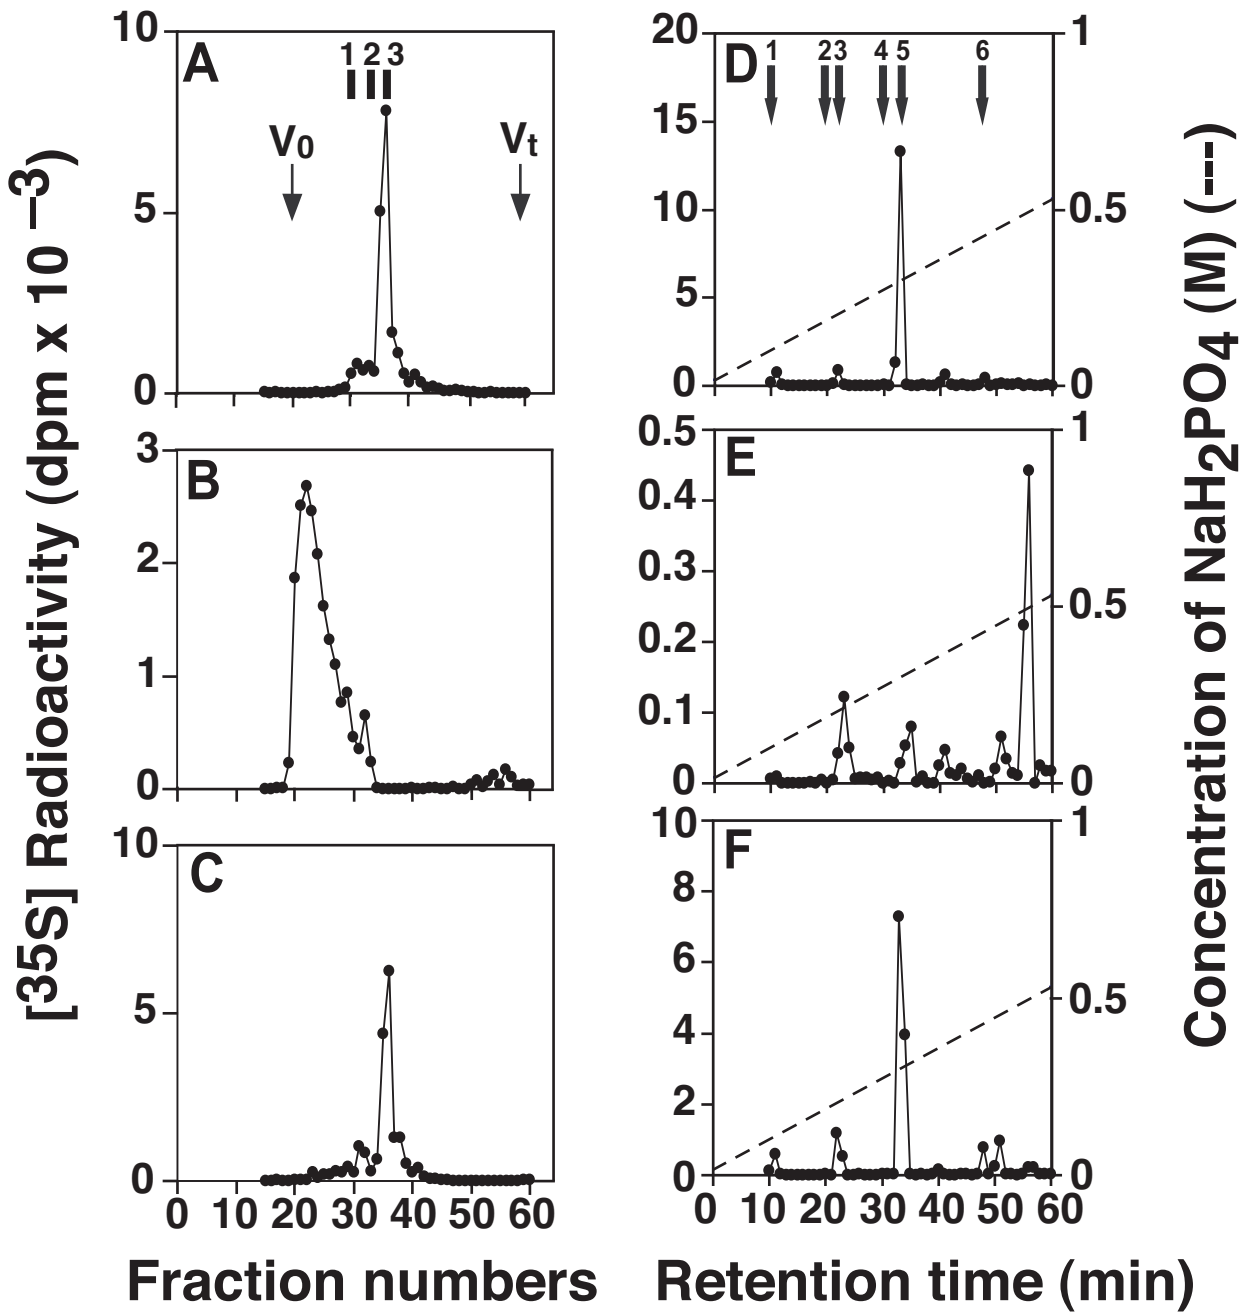 [35S] Radioactivity (dpm x 10 –3)
A
1 2 3
V0
Vt
10
5
0
B
3
2
1
0
C
10
5
0
0 10 20 30 40 50 60
Fraction numbers
D
1 2 3 4 5 6
20
15
10
5
0
1
0.5
0
E
0.5
0.4
0.3
0.2
0.1
0
1
0.5
0
F
10
8
6
4
2
0
1
0.5
0
0 10 20 30 40 50 60
Retention time (min)
Concentration of NaH2PO4 (M) (---)